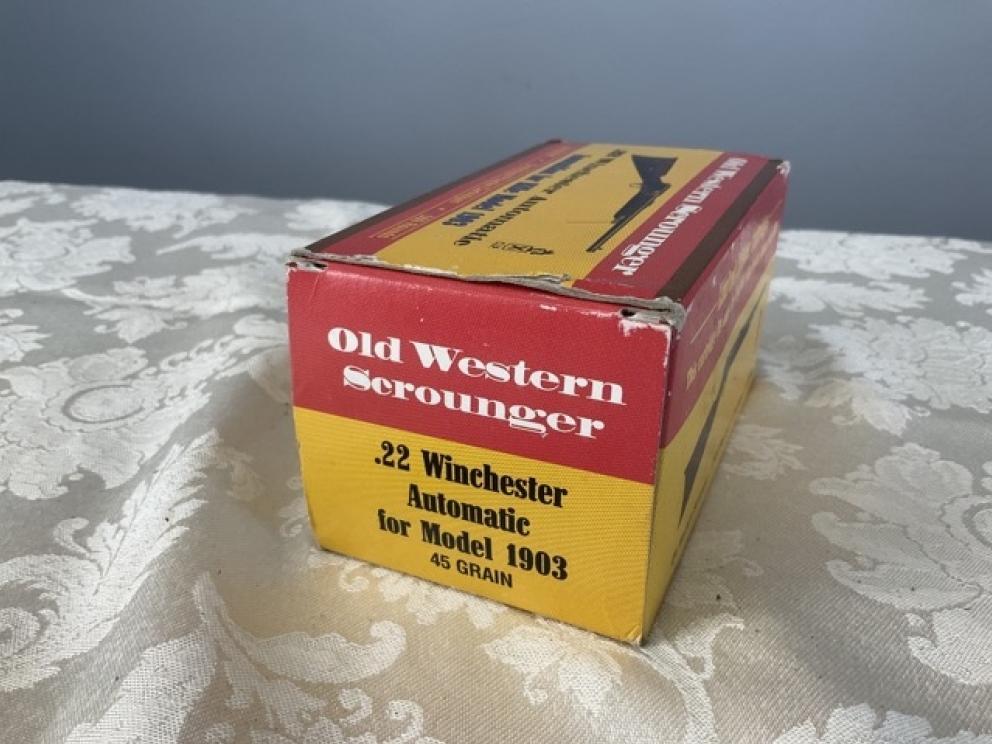 Old Western
Scrounger
.22 Winchester
Automatic
for Model 1903
45 GRAIN
Old Western Scrounger
.22 Winchester Automatic
for the Model 1903